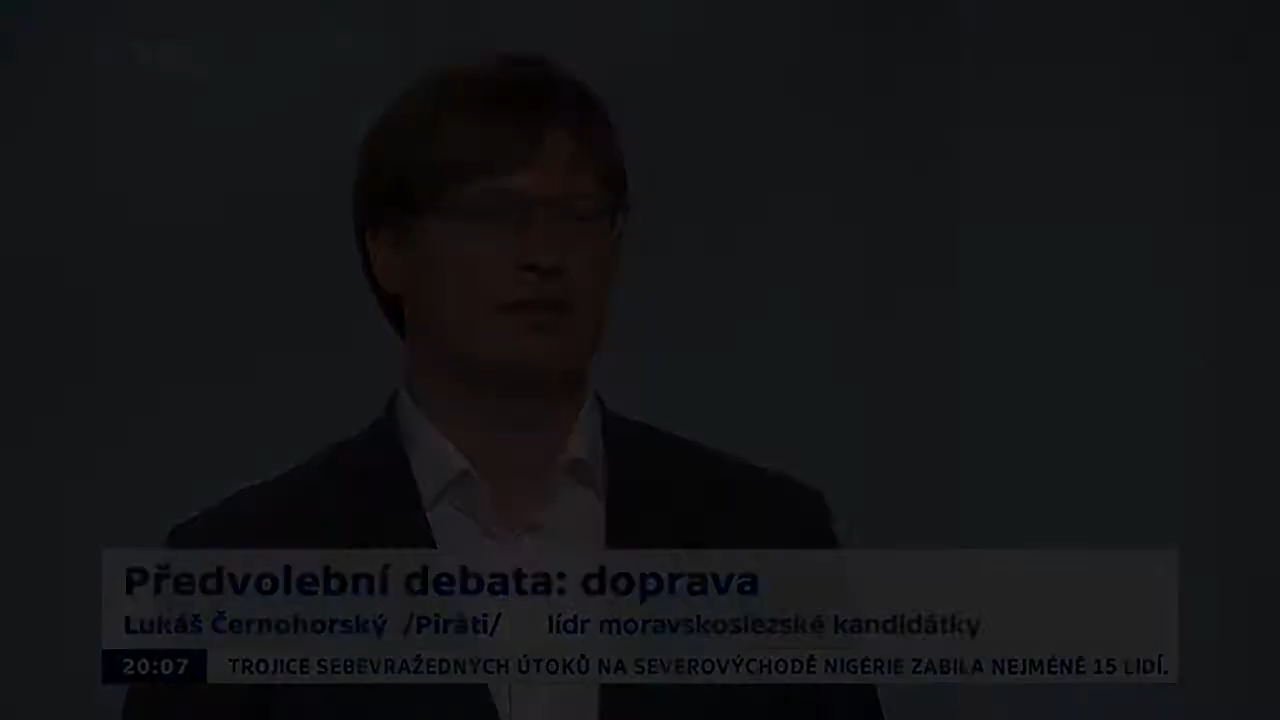 Předvolební debata: doprava
Lukáš Černohorský /Piráti/ lídr moravskoslezské kandidátky
20:07 TROJICE SEBEVRAŽEDNÝCH ÚTOKŮ NA SEVEROVÝCHODĚ NIGÉRIE ZABILA NEJMÉNĚ 15 LIDÍ.